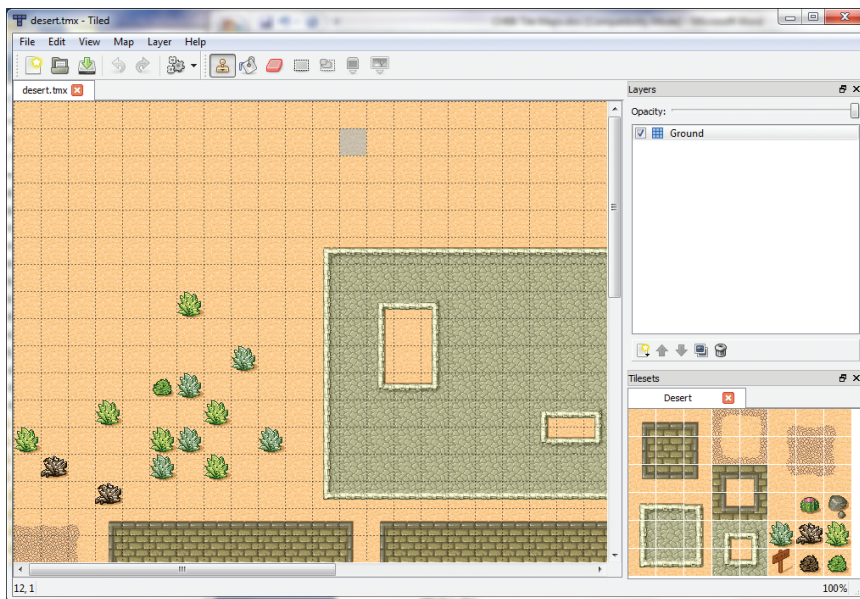 desert.tmx - Tiled
File Edit View Map Layer Help
desert.tmx
Layers
Opacity:
Ground
Tilesets
Desert
12, 1
100%